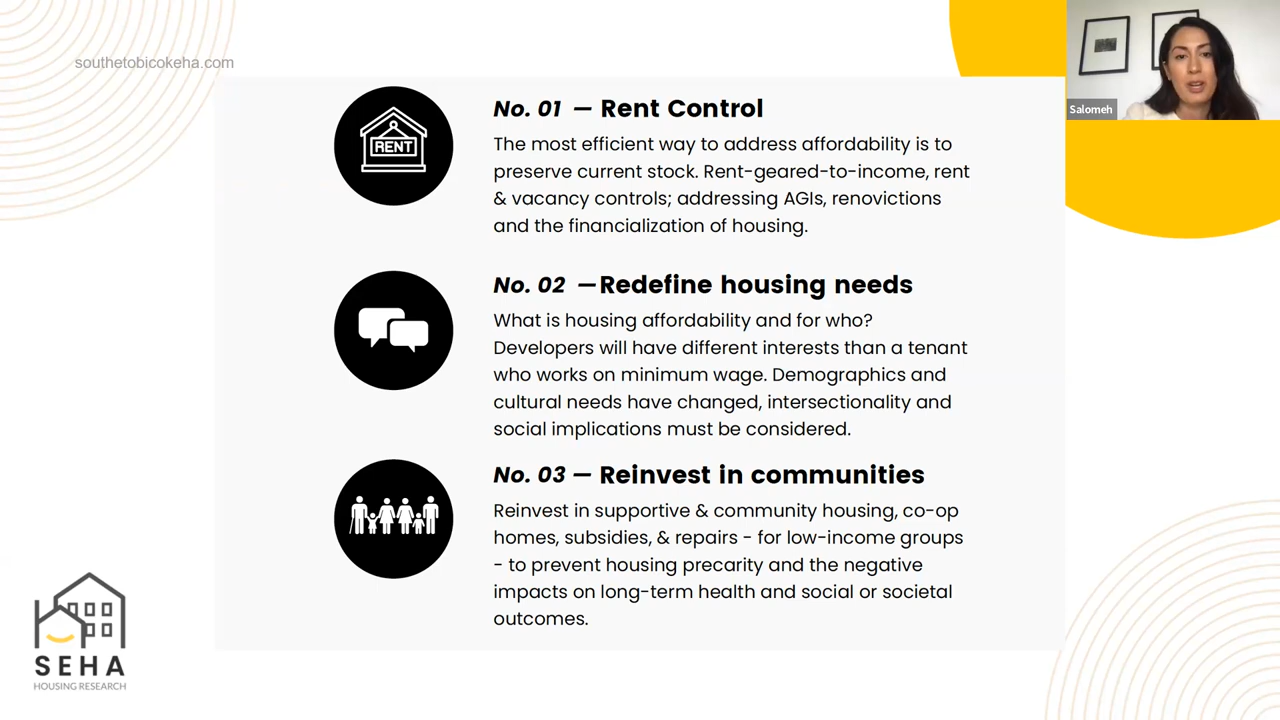 southetobicokeha.com
Salomeh
RENT
No. 01 — Rent Control
The most efficient way to address affordability is to
preserve current stock. Rent-geared-to-income, rent
& vacancy controls; addressing AGIs, renovictions
and the financialization of housing.
No. 02 —Redefine housing needs
What is housing affordability and for who?
Developers will have different interests than a tenant
who works on minimum wage. Demographics and
cultural needs have changed, intersectionality and
social implications must be considered.
No. 03 — Reinvest in communities
Reinvest in supportive & community housing, co-op
homes, subsidies, & repairs - for low-income groups
- to prevent housing precarity and the negative
impacts on long-term health and social or societal
outcomes.
SEHA
HOUSING RESEARCH